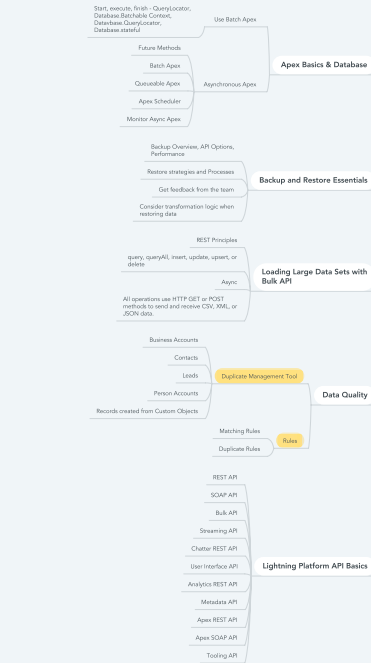 Start, execute, finish - QueryLocator,
Database.Batchable Context,
Datavbase.QueryLocator,
Database.stateful
Use Batch Apex
Future Methods
Batch Apex
Queueable Apex
Apex Scheduler
Monitor Async Apex
Asynchronous Apex
Apex Basics & Database
Backup Overview, API Options,
Performance
Restore strategies and Processes
Get feedback from the team
Consider transformation logic when
restoring data
Backup and Restore Essentials
REST Principles
query, queryAll, insert, update, upsert, or
delete
Async
All operations use HTTP GET or POST
methods to send and receive CSV, XML, or
JSON data.
Loading Large Data Sets with
Bulk API
Business Accounts
Contacts
Leads
Person Accounts
Records created from Custom Objects
Duplicate Management Tool
Matching Rules
Duplicate Rules
Rules
Data Quality
REST API
SOAP API
Bulk API
Streaming API
Chatter REST API
User Interface API
Analytics REST API
Metadata API
Apex REST API
Apex SOAP API
Tooling API
Lightning Platform API Basics